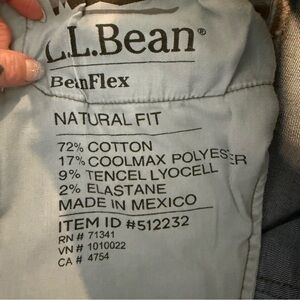 L.L.Bean®
BeanFlex
NATURAL FIT
72% COTTON
17% COOLMAX POLYESTER
9% TENCEL LYOCELL
2% ELASTANE
MADE IN MEXICO
ITEM ID #512232
RN # 71341
VN # 1010022
CA # 4754